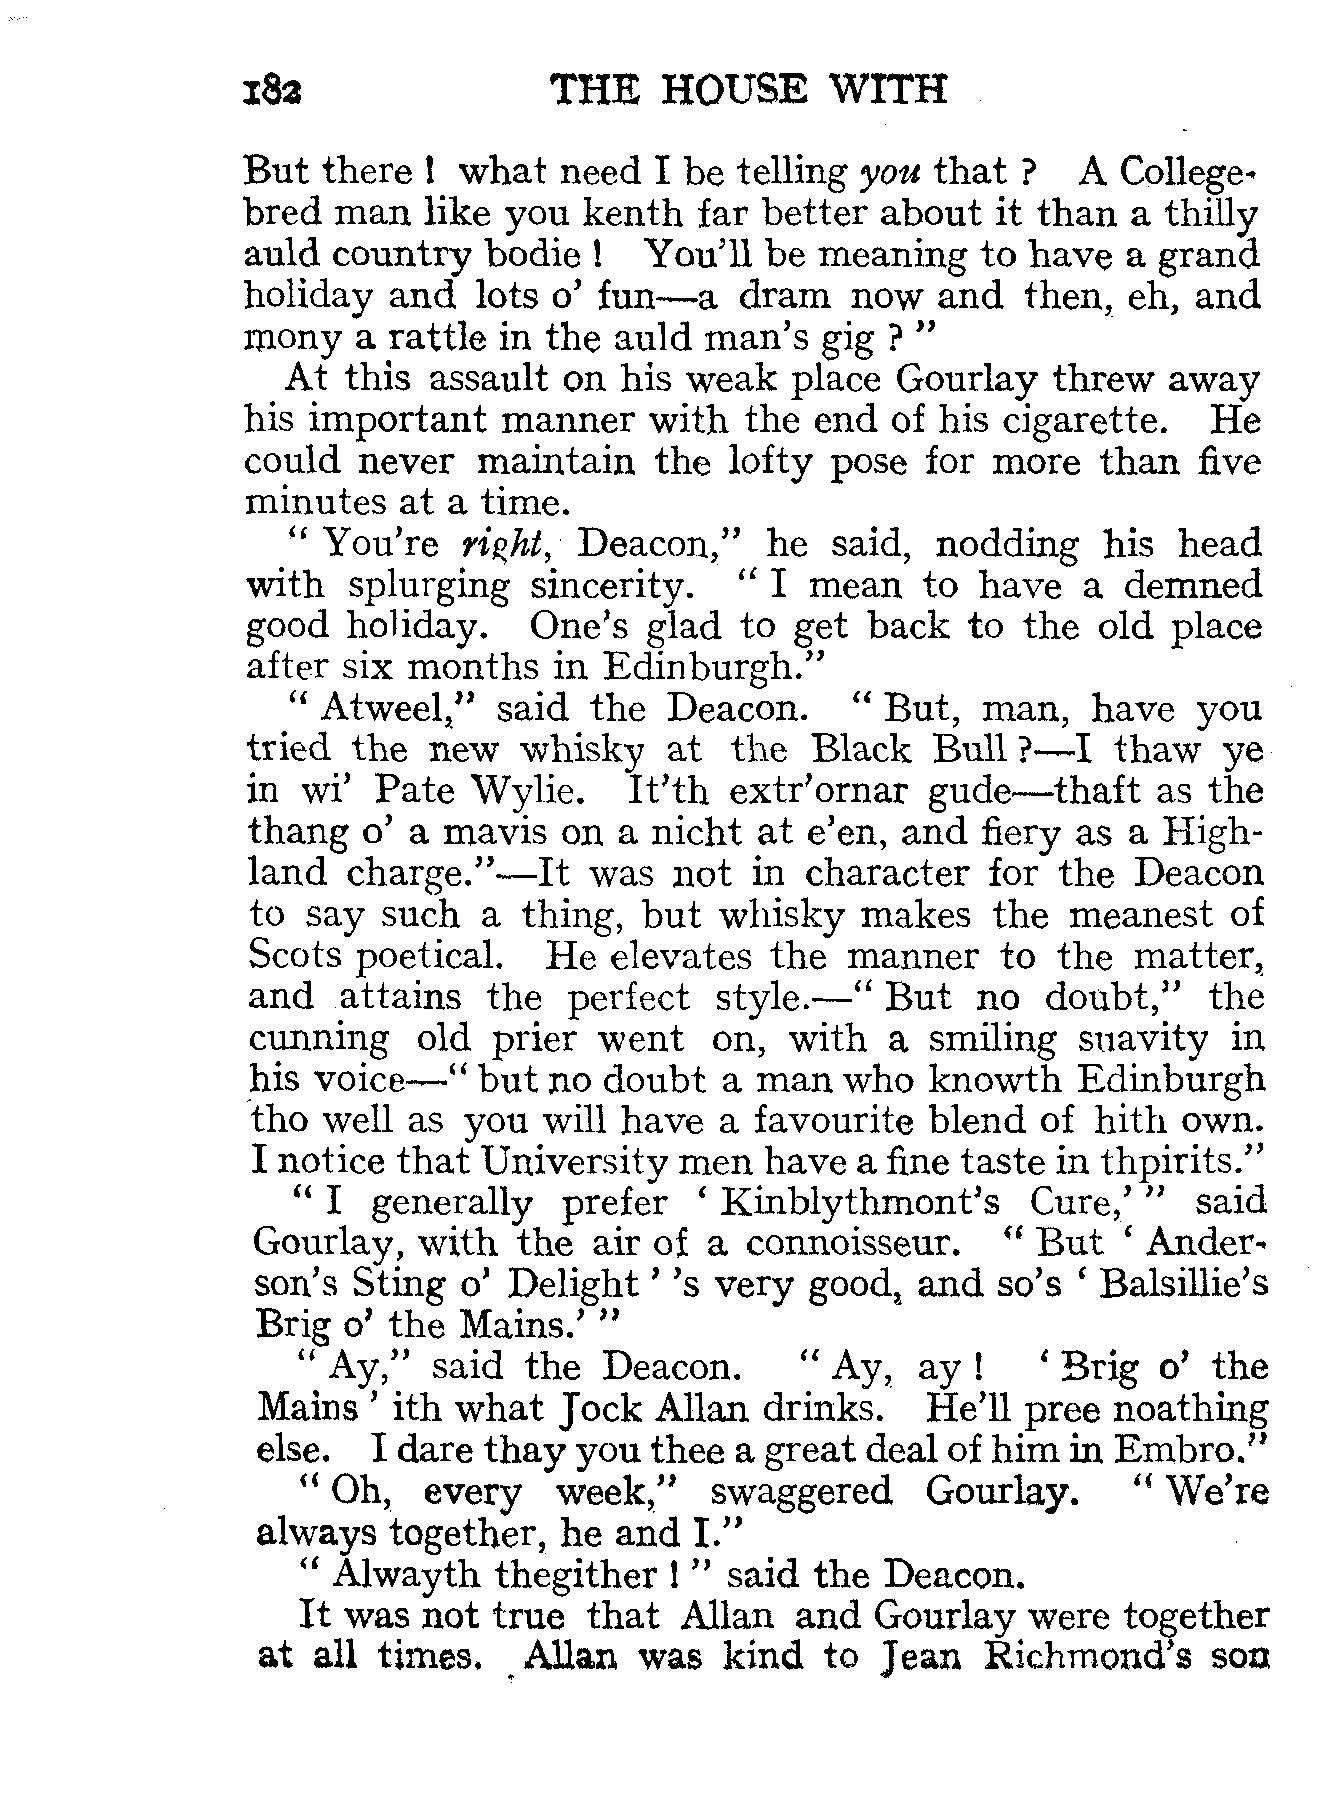 182 THE HOUSE WITH
But there ! what need I be telling you that ? A College-
bred man like you kenth far better about it than a thilly
auld country bodie ! You'll be meaning to have a grand
holiday and lots o' fun—a dram now and then, eh, and
mony a rattle in the auld man's gig ? "
At this assault on his weak place Gourlay threw away
his important manner with the end of his cigarette. He
could never maintain the lofty pose for more than five
minutes at a time.
" You're right, Deacon," he said, nodding his head
with splurging sincerity. " I mean to have a demned
good holiday. One's glad to get back to the old place
after six months in Edinburgh."
" Atweel," said the Deacon. " But, man, have you
tried the new whisky at the Black Bull ?—I thaw ye
in wi' Pate Wylie. It'th extr'ornar gude—thaft as the
thang o' a mavis on a nicht at e'en, and fiery as a High-
land charge."—It was not in character for the Deacon
to say such a thing, but whisky makes the meanest of
Scots poetical. He elevates the manner to the matter,
and attains the perfect style.—" But no doubt," the
cunning old prier went on, with a smiling suavity in
his voice—" but no doubt a man who knowth Edinburgh
tho well as you will have a favourite blend of hith own.
I notice that University men have a fine taste in thpirits."
" I generally prefer ' Kinblythmont's Cure,' " said
Gourlay, with the air of a connoisseur. " But ' Ander-
son's Sting o' Delight ' 's very good, and so's ' Balsillie's
Brig o' the Mains.' "
" Ay," said the Deacon. " Ay, ay ! ' Brig o' the
Mains ' ith what Jock Allan drinks. He'll pree noathing
else. I dare thay you thee a great deal of him in Embro."
" Oh, every week," swaggered Gourlay. " We're
always together, he and I."
" Alwayth thegither ! " said the Deacon.
It was not true that Allan and Gourlay were together
at all times. Allan was kind to Jean Richmond's son